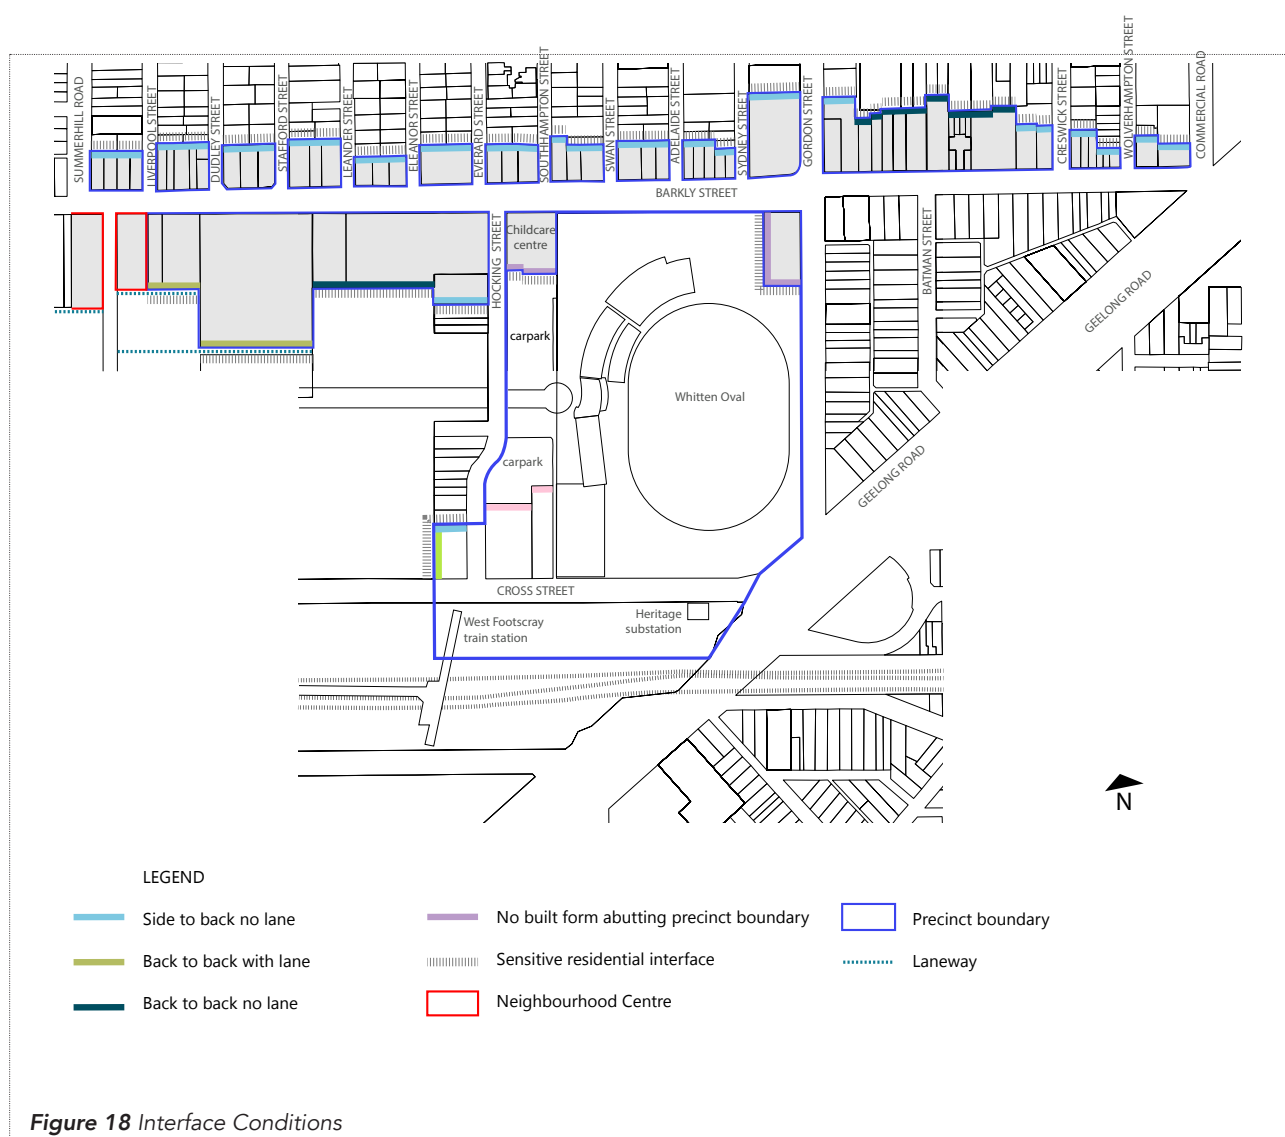 SUMMERHILL ROAD
LIVERPOOL STREET
DUDLEY STREET
STAFFORD STREET
LEANDER STREET
ELEANOR STREET
EVERARD STREET
SOUTHHAMPTON STREET
SWAN STREET
ADELAIDE STREET
SYDNEY STREET
GORDON STREET
CRESWICK STREET
WOLVERHAMPTON STREET
COMMERCIAL ROAD
BARKLY STREET
HOCKING STREET
Childcare
centre
BATMAN STREET
GEELONG ROAD
carpark
Whitten Oval
carpark
GEELONG ROAD
CROSS STREET
West Footscray
train station
Heritage
substation
N
LEGEND
Side to back no lane
Back to back with lane
Back to back no lane
No built form abutting precinct boundary
Sensitive residential interface
Neighbourhood Centre
Precinct boundary
Laneway
Figure 18 Interface Conditions